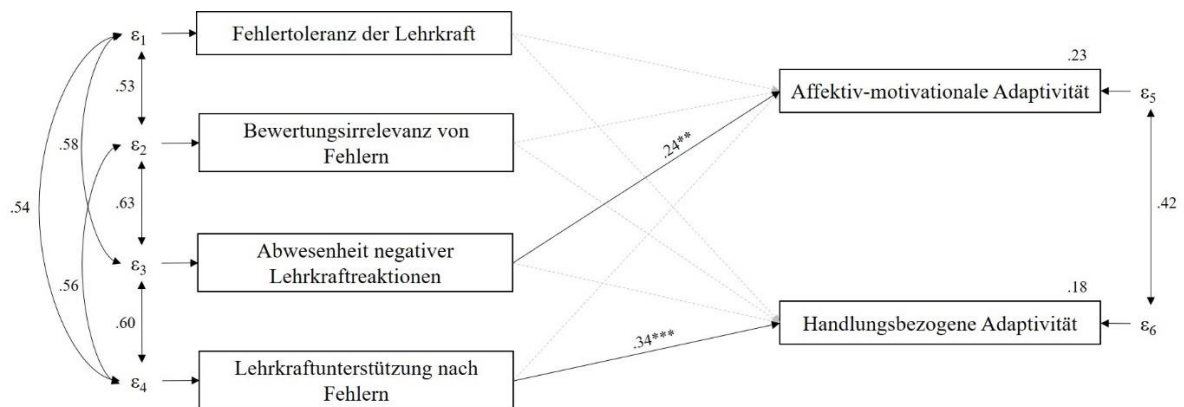 ε1
Fehlertoleranz der Lehrkraft
.23
.53
Affektiv-motivationale Adaptivität
ε5
.58
ε2
Bewertungsirrelevanz von
Fehlern
.24**
.54
.63
.42
ε3
Abwesenheit negativer
Lehrkraftreaktionen
.56
.18
.60
Handlungsbezogene Adaptivität
ε6
.34***
ε4
Lehrkraftunterstützung nach
Fehlern